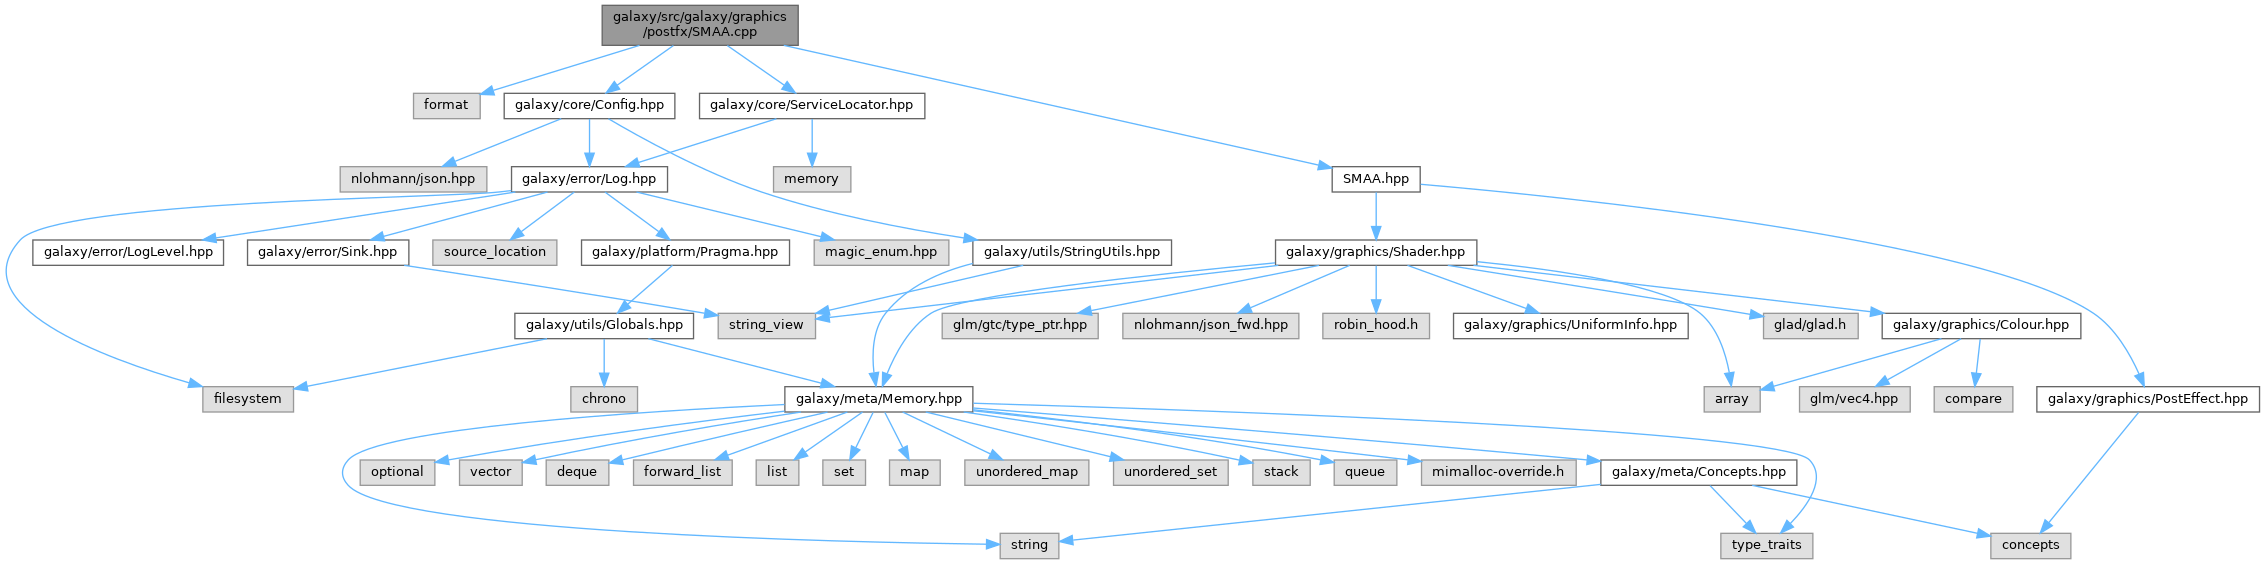 galaxy/src/galaxy/graphics
/postfx/SMAA.cpp
format
galaxy/core/Config.hpp
galaxy/core/ServiceLocator.hpp
nlohmann/json.hpp
galaxy/error/Log.hpp
memory
SMAA.hpp
galaxy/error/LogLevel.hpp
galaxy/error/Sink.hpp
source_location
galaxy/platform/Pragma.hpp
magic_enum.hpp
galaxy/utils/StringUtils.hpp
galaxy/graphics/Shader.hpp
galaxy/utils/Globals.hpp
string_view
glm/gtc/type_ptr.hpp
nlohmann/json_fwd.hpp
robin_hood.h
galaxy/graphics/UniformInfo.hpp
glad/glad.h
galaxy/graphics/Colour.hpp
filesystem
chrono
galaxy/meta/Memory.hpp
array
glm/vec4.hpp
compare
galaxy/graphics/PostEffect.hpp
optional
vector
deque
forward_list
list
set
map
unordered_map
unordered_set
stack
queue
mimalloc-override.h
galaxy/meta/Concepts.hpp
string
type_traits
concepts